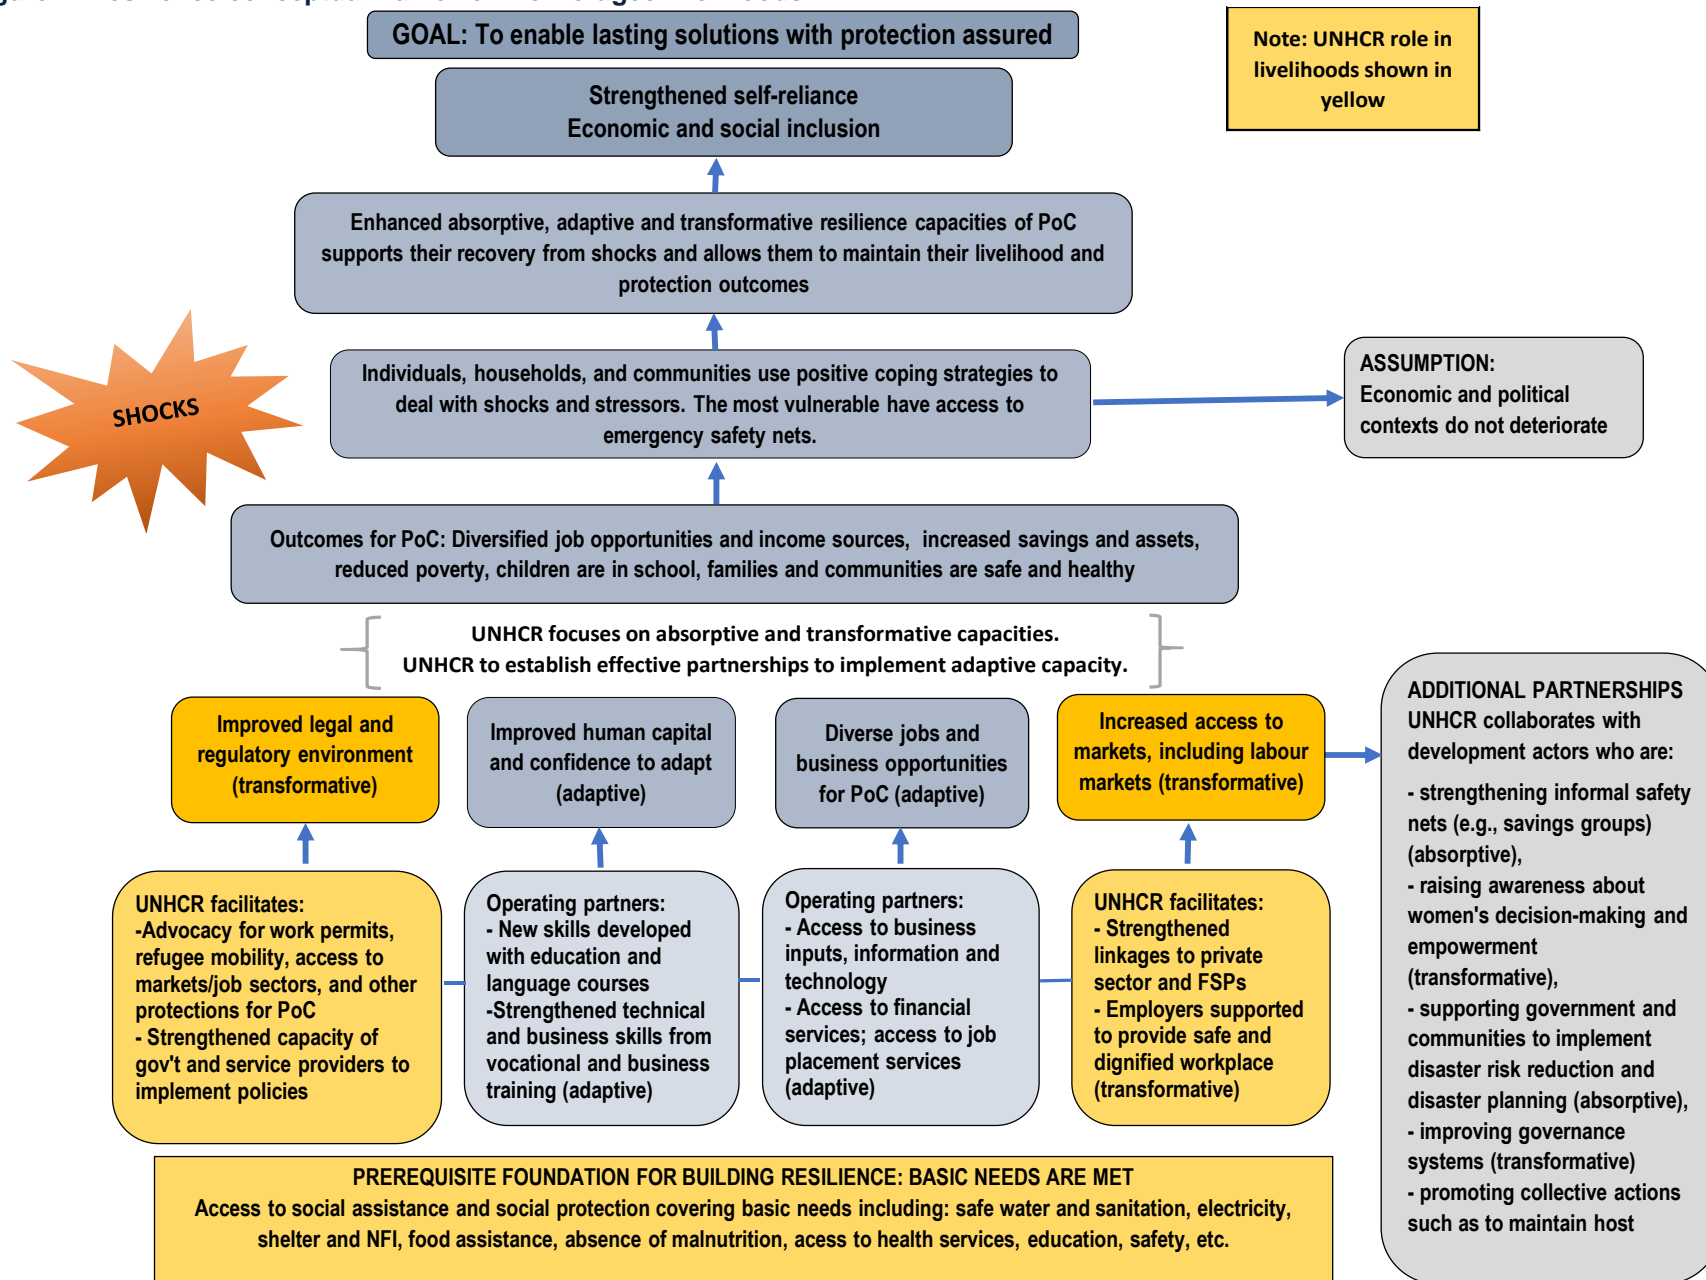 GOAL: To enable lasting solutions with protection assured
Note: UNHCR role in
livelihoods shown in
yellow
Strengthened self-reliance
Economic and social inclusion
Enhanced absorptive, adaptive and transformative resilience capacities of PoC
supports their recovery from shocks and allows them to maintain their livelihood and
protection outcomes
SHOCKS
Individuals, households, and communities use positive coping strategies to
deal with shocks and stressors. The most vulnerable have access to
emergency safety nets.
ASSUMPTION:
Economic and political
contexts do not deteriorate
Outcomes for PoC: Diversified job opportunities and income sources, increased savings and assets,
reduced poverty, children are in school, families and communities are safe and healthy
UNHCR focuses on absorptive and transformative capacities.
UNHCR to establish effective partnerships to implement adaptive capacity.
Improved legal and
regulatory environment
(transformative)
Improved human capital
and confidence to adapt
(adaptive)
Diverse jobs and
business opportunities
for PoC (adaptive)
Increased access to
markets, including labour
markets (transformative)
UNHCR facilitates:
-Advocacy for work permits,
refugee mobility, access to
markets/job sectors, and other
protections for PoC
- Strengthened capacity of
gov't and service providers to
implement policies
Operating partners:
- New skills developed
with education and
language courses
-Strengthened technical
and business skills from
vocational and business
training (adaptive)
Operating partners:
- Access to business
inputs, information and
technology
- Access to financial
services; access to job
placement services
(adaptive)
UNHCR facilitates:
- Strengthened
linkages to private
sector and FSPs
- Employers supported
to provide safe and
dignified workplace
(transformative)
ADDITIONAL PARTNERSHIPS
UNHCR collaborates with
development actors who are:
- strengthening informal safety
nets (e.g., savings groups)
(absorptive),
- raising awareness about
women's decision-making and
empowerment
(transformative),
- supporting government and
communities to implement
disaster risk reduction and
disaster planning (absorptive),
- improving governance
systems (transformative)
- promoting collective actions
such as to maintain host
PREREQUISITE FOUNDATION FOR BUILDING RESILIENCE: BASIC NEEDS ARE MET
Access to social assistance and social protection covering basic needs including: safe water and sanitation, electricity,
shelter and NFI, food assistance, absence of malnutrition, acess to health services, education, safety, etc.